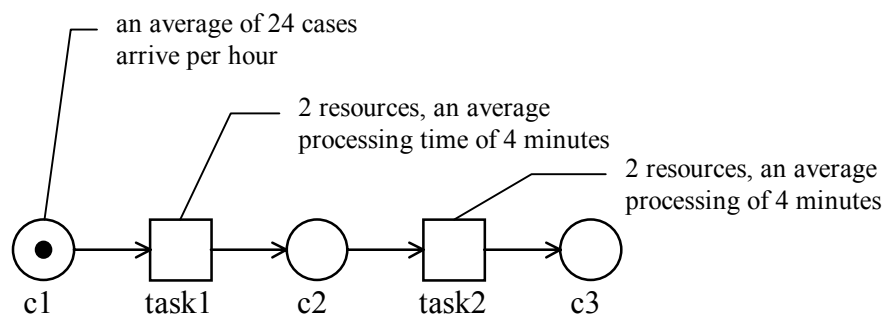 an average of 24 cases
arrive per hour
2 resources, an average
processing time of 4 minutes
2 resources, an average
processing of 4 minutes
c1
task1
c2
task2
c3